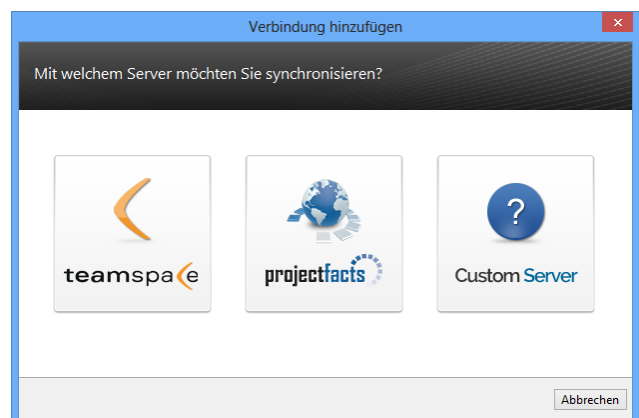 Verbindung hinzufügen
Mit welchem Server möchten Sie synchronisieren?
teamspace
projectfacts
?
Custom Server
Abbrechen